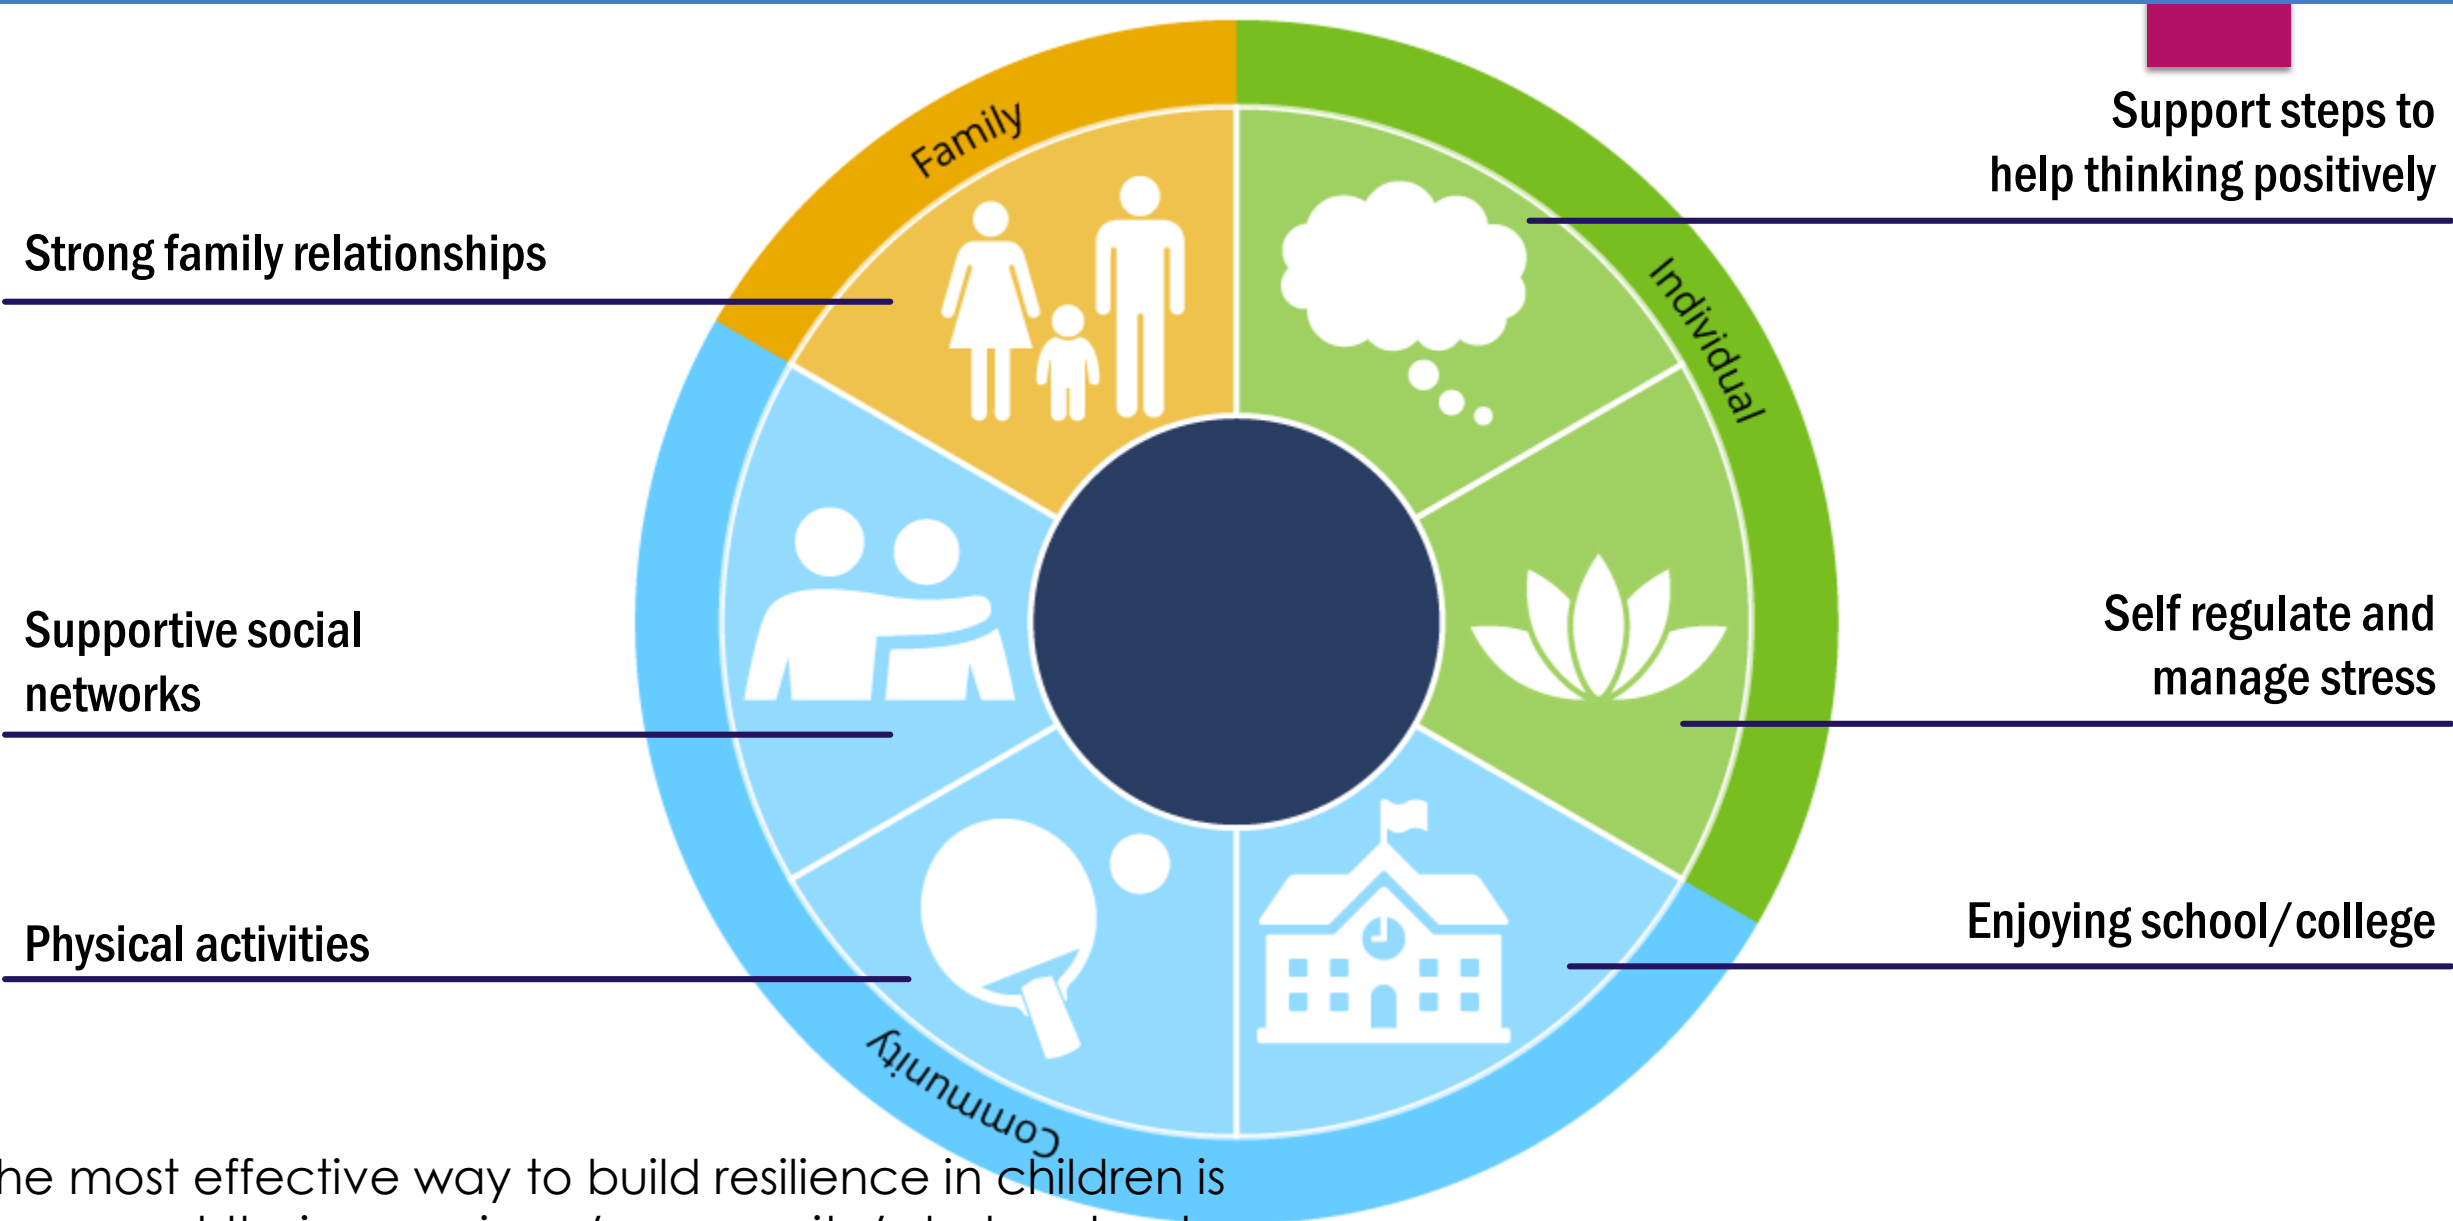 Family
Individual
Community
Strong family relationships
Supportive social
networks
Physical activities
Support steps to
help thinking positively
Self regulate and
manage stress
Enjoying school/college
most effective way to build resilience in children is